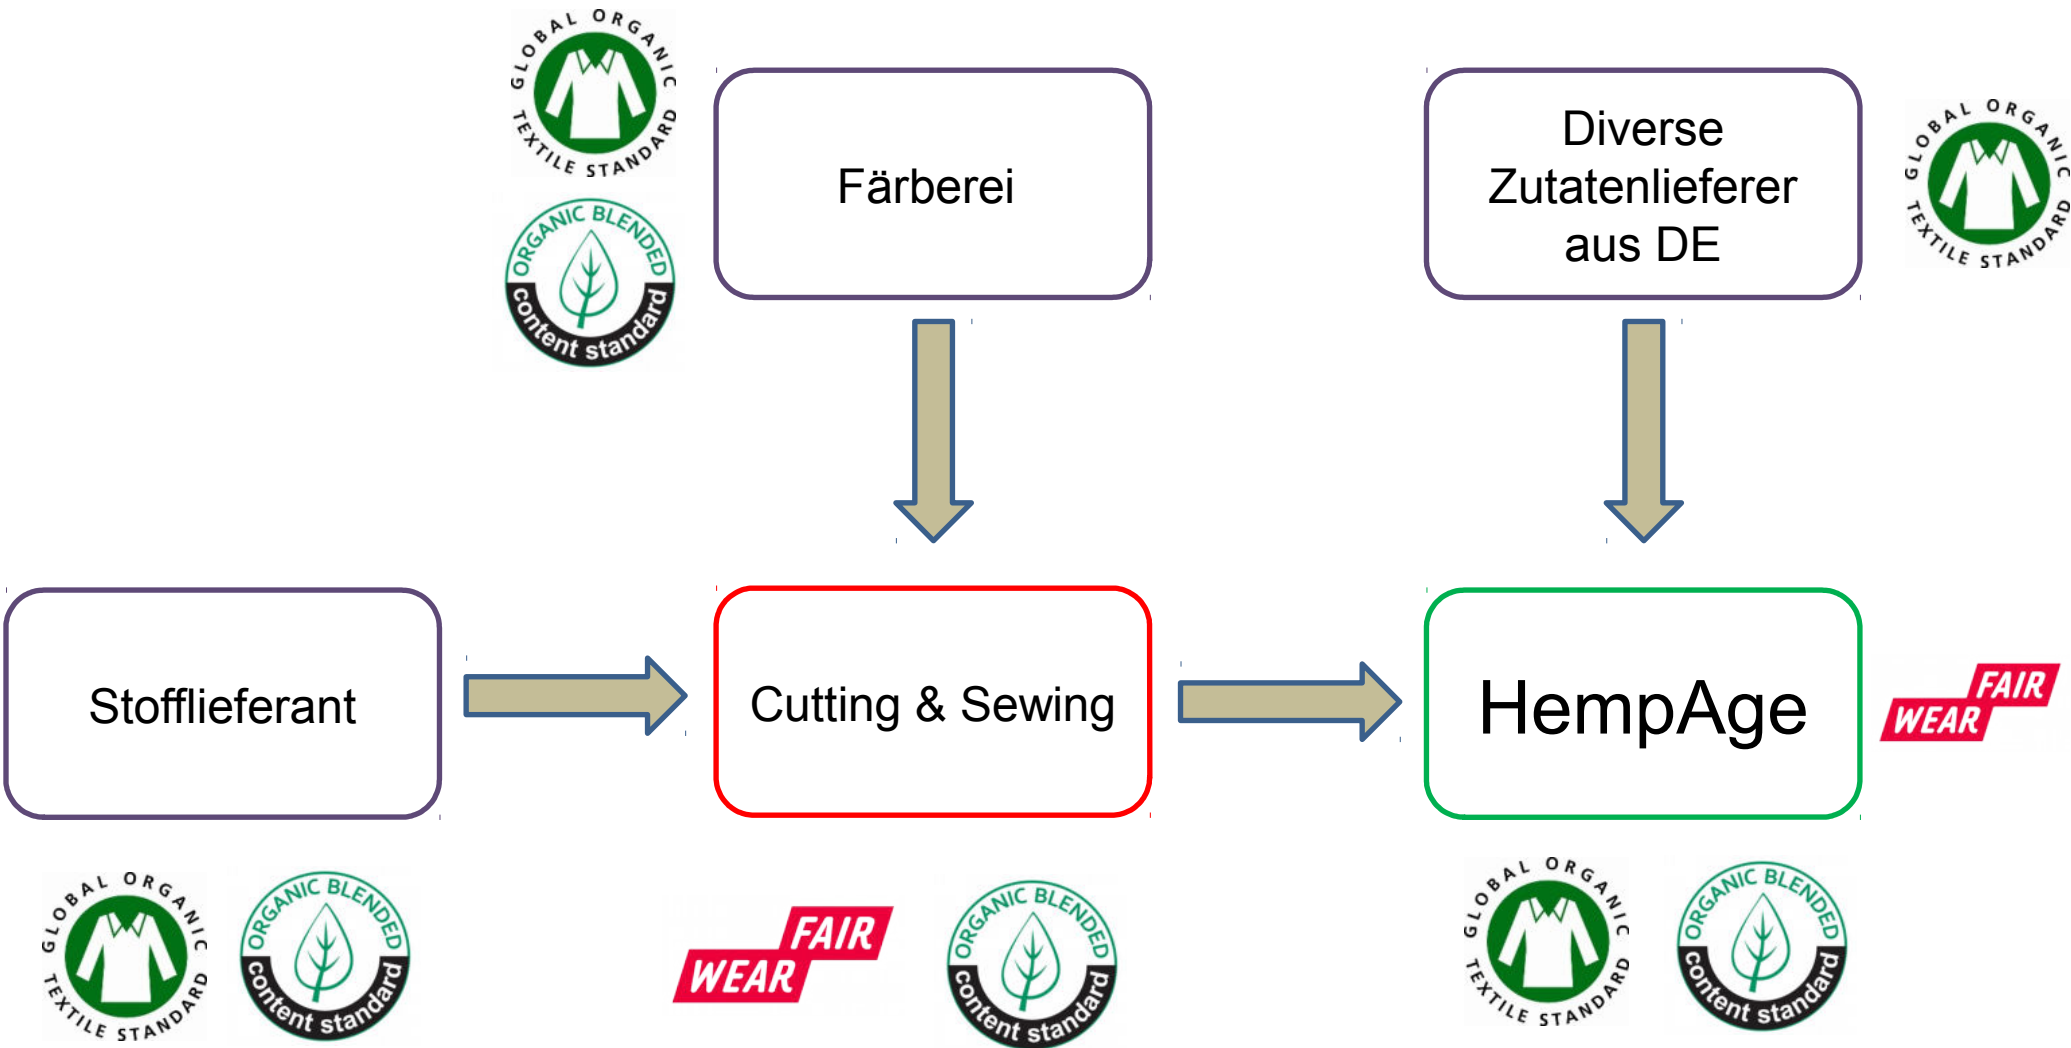 GLOBAL ORGANIC
TEXTILE STANDARD
ORGANIC BLENDED
content standard
Färberei
Diverse
Zutatenlieferer
aus DE
GLOBAL ORGANIC
TEXTILE STANDARD
Stofflieferant
Cutting & Sewing
HempAge
FAIR
WEAR
GLOBAL ORGANIC
TEXTILE STANDARD
ORGANIC BLENDED
content standard
FAIR
WEAR
ORGANIC BLENDED
content standard
GLOBAL ORGANIC
TEXTILE STANDARD
ORGANIC BLENDED
content standard